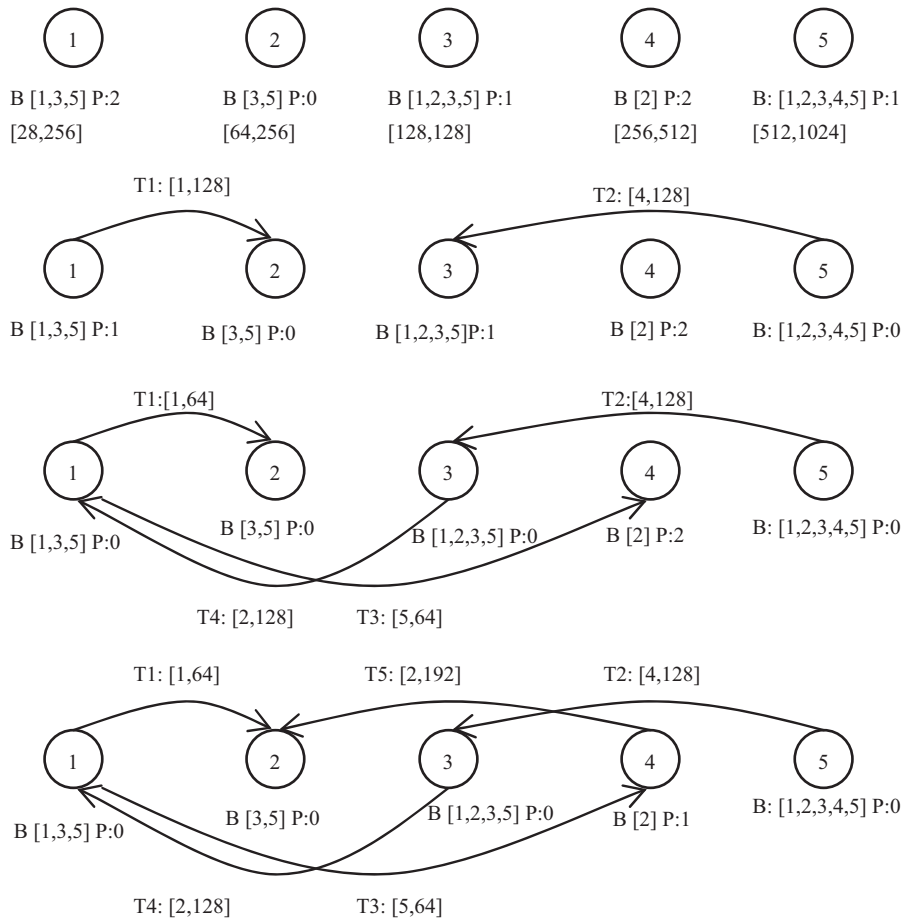 1 2 3 4 5
B [1,3,5] P:2 B [3,5] P:0 B [1,2,3,5] P:1 B [2] P:2 B: [1,2,3,4,5] P:1
[28,256] [64,256] [128,128] [256,512] [512,1024]
T1: [1,128] T2: [4,128]
1 2 3 4 5
B [1,3,5] P:1 B [3,5] P:0 B [1,2,3,5]P:1 B [2] P:2 B: [1,2,3,4,5] P:0
T1:[1,64] T2:[4,128]
1 2 3 4 5
B [1,3,5] P:0 B [3,5] P:0 B [1,2,3,5] P:0 B [2] P:2 B: [1,2,3,4,5] P:0
T4: [2,128] T3: [5,64]
T1: [1,64] T5: [2,192] T2: [4,128]
1 2 3 4 5
B [1,3,5] P:0 B [3,5] P:0 B [1,2,3,5] P:0 B [2] P:1 B: [1,2,3,4,5] P:0
T4: [2,128] T3: [5,64]